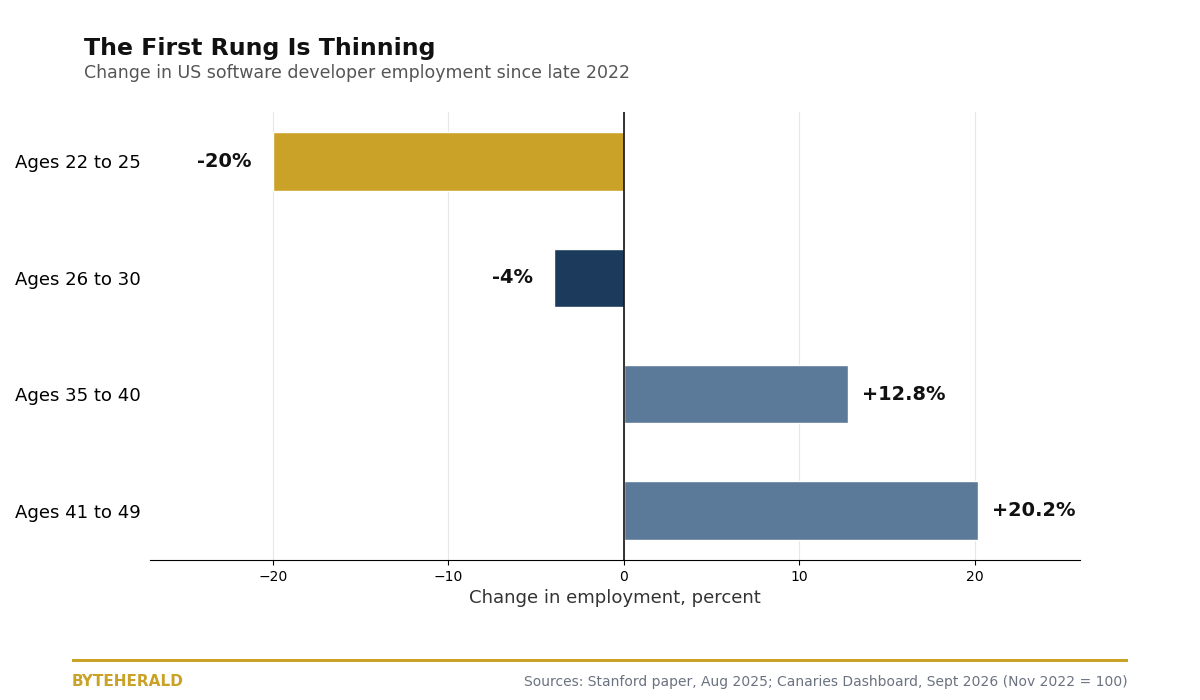 The First Rung Is Thinning
Change in US software developer employment since late 2022
Ages 22 to 25
-20%
Ages 26 to 30
-4%
Ages 35 to 40
+12.8%
Ages 41 to 49
+20.2%
−20
−10
0
10
20
Change in employment, percent
BYTEHERALD
Sources: Stanford paper, Aug 2025; Canaries Dashboard, Sept 2026 (Nov 2022 = 100)